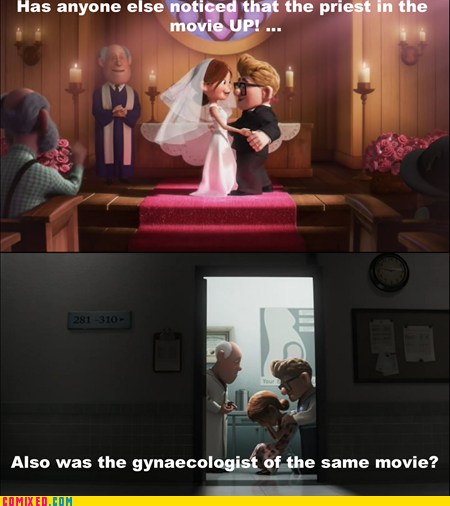 Has anyone else noticed that the priest in the
movie UP! ...
281 -310
Your
Also was the gynaecologist of the same movie?
COMIXED.COM